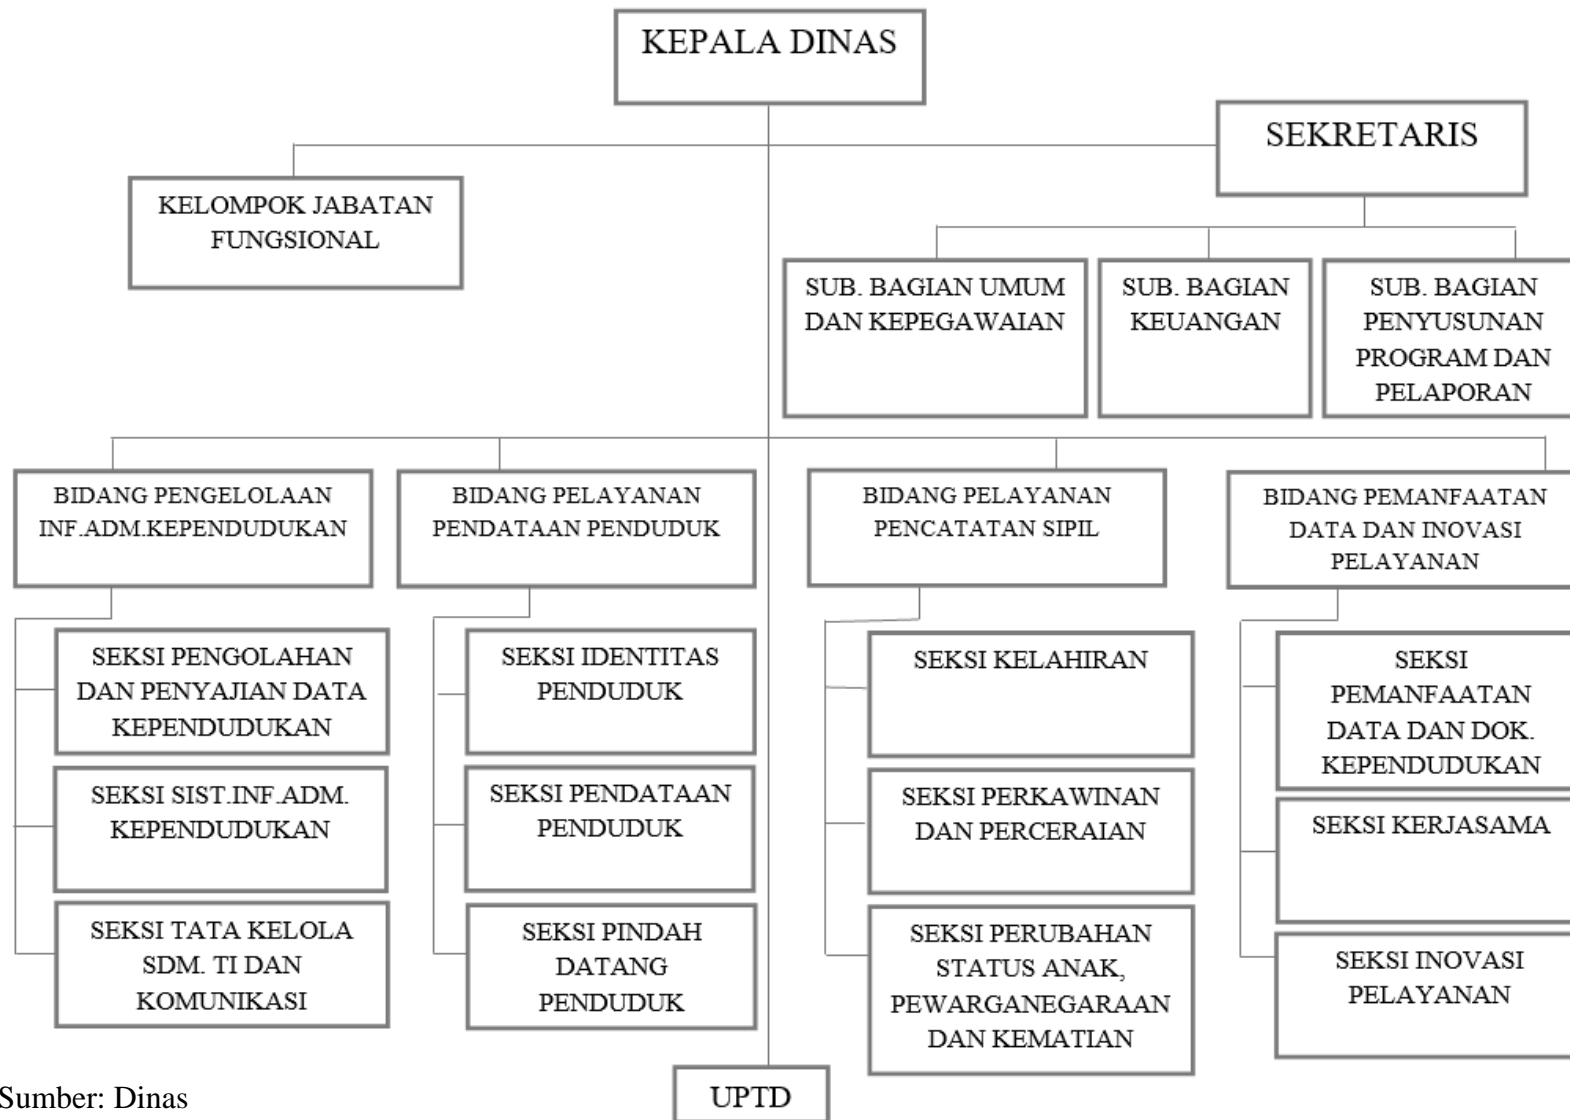 KEPALA DINAS
SEKRETARIS
KELOMPOK JABATAN
FUNGSIONAL
SUB. BAGIAN UMUM
DAN KEPEGAWAIAN
SUB. BAGIAN
KEUANGAN
SUB. BAGIAN
PENYUSUNAN
PROGRAM DAN
PELAPORAN
BIDANG PENGELOLAAN
INF.ADM.KEPENDUDUKAN
BIDANG PELAYANAN
PENDATAAN PENDUDUK
BIDANG PELAYANAN
PENCATATAN SIPIL
BIDANG PEMANFAATAN
DATA DAN INOVASI
PELAYANAN
SEKSI PENGOLAHAN
DAN PENYAJIAN DATA
KEPENDUDUKAN
SEKSI SIST.INF.ADM.
KEPENDUDUKAN
SEKSI TATA KELOLA
SDM. TI DAN
KOMUNIKASI
SEKSI IDENTITAS
PENDUDUK
SEKSI PENDATAAN
PENDUDUK
SEKSI PINDAH
DATANG
PENDUDUK
SEKSI KELAHIRAN
SEKSI PERKAWINAN
DAN PERCERAIAN
SEKSI PERUBAHAN
STATUS ANAK,
PEWARGANEGARAAN
DAN KEMATIAN
SEKSI
PEMANFAATAN
DATA DAN DOK.
KEPENDUDUKAN
SEKSI KERJASAMA
SEKSI INOVASI
PELAYANAN
UPTD
Sumber: Dinas